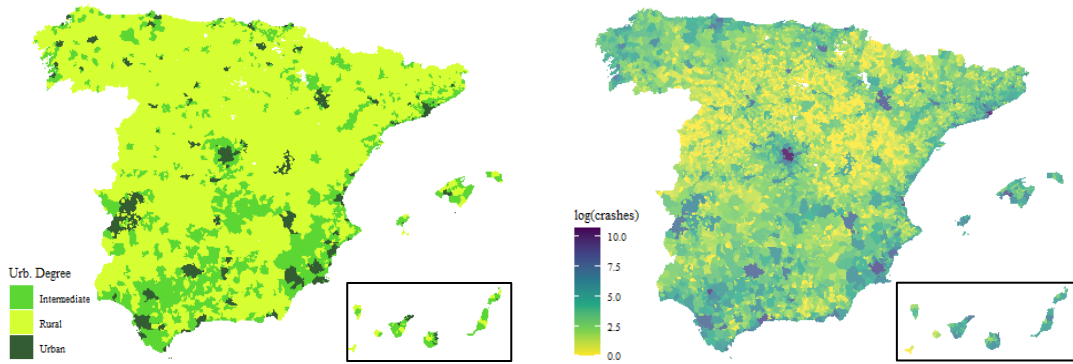 Urb. Degree
Intermediate
Rural
Urban
log(crashes)
10.0
7.5
5.0
2.5
0.0